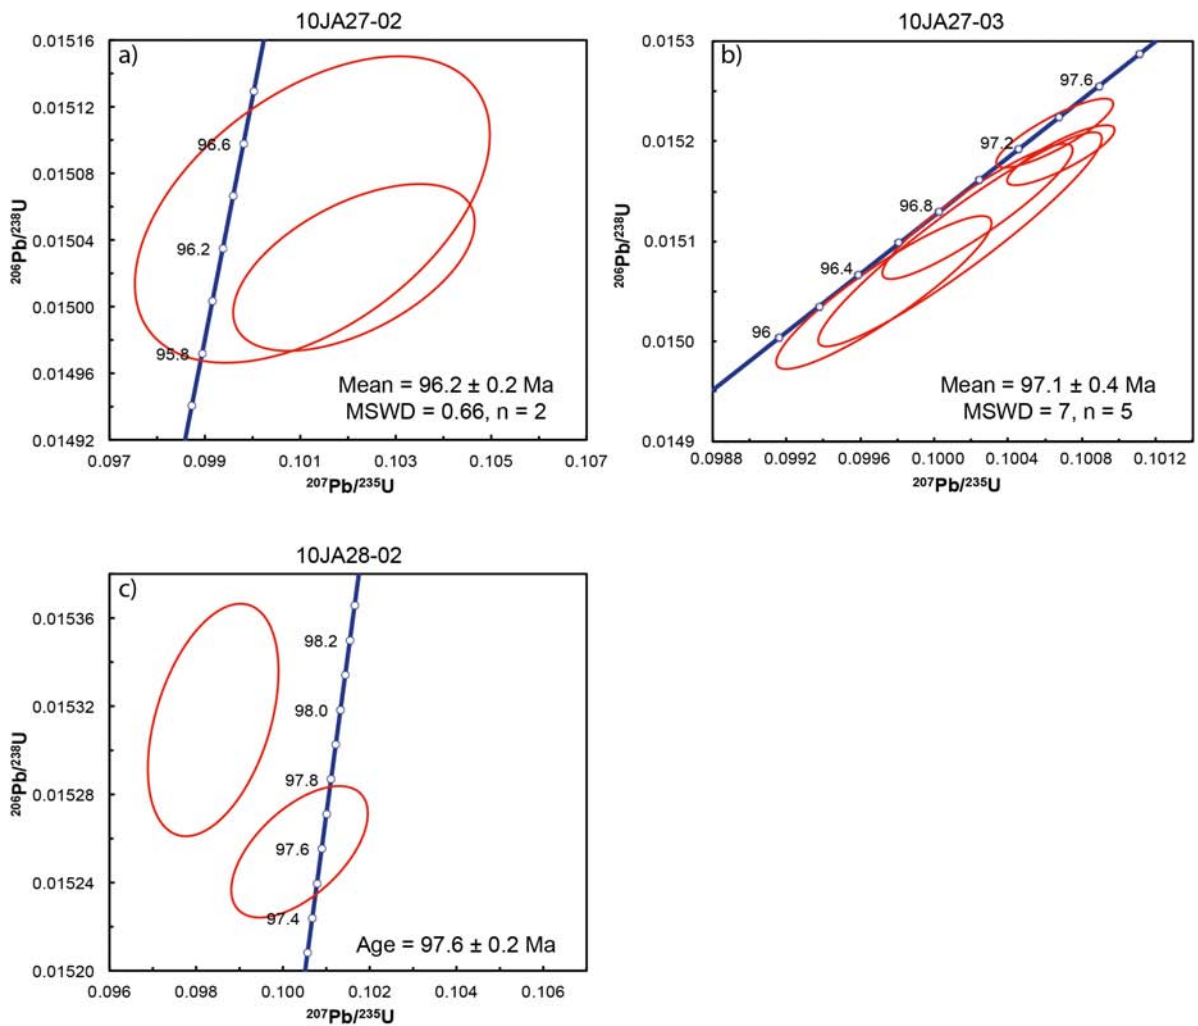 10JA27-02
a)
0.01516
0.01512
0.01508
0.01504
0.01500
0.01496
0.01492
206Pb/238U
96.6
96.2
95.8
Mean = 96.2 ± 0.2 Ma
MSWD = 0.66, n = 2
0.097 0.099 0.101 0.103 0.105 0.107
207Pb/235U
10JA27-03
b)
0.0153
0.0152
0.0151
0.0150
0.0149
206Pb/238U
97.6
97.2
96.8
96.4
96
Mean = 97.1 ± 0.4 Ma
MSWD = 7, n = 5
0.0988 0.0992 0.0996 0.1000 0.1004 0.1008 0.1012
207Pb/235U
10JA28-02
c)
0.01536
0.01532
0.01528
0.01524
0.01520
206Pb/238U
98.2
98.0
97.8
97.6
97.4
Age = 97.6 ± 0.2 Ma
0.096 0.098 0.100 0.102 0.104 0.106
207Pb/235U